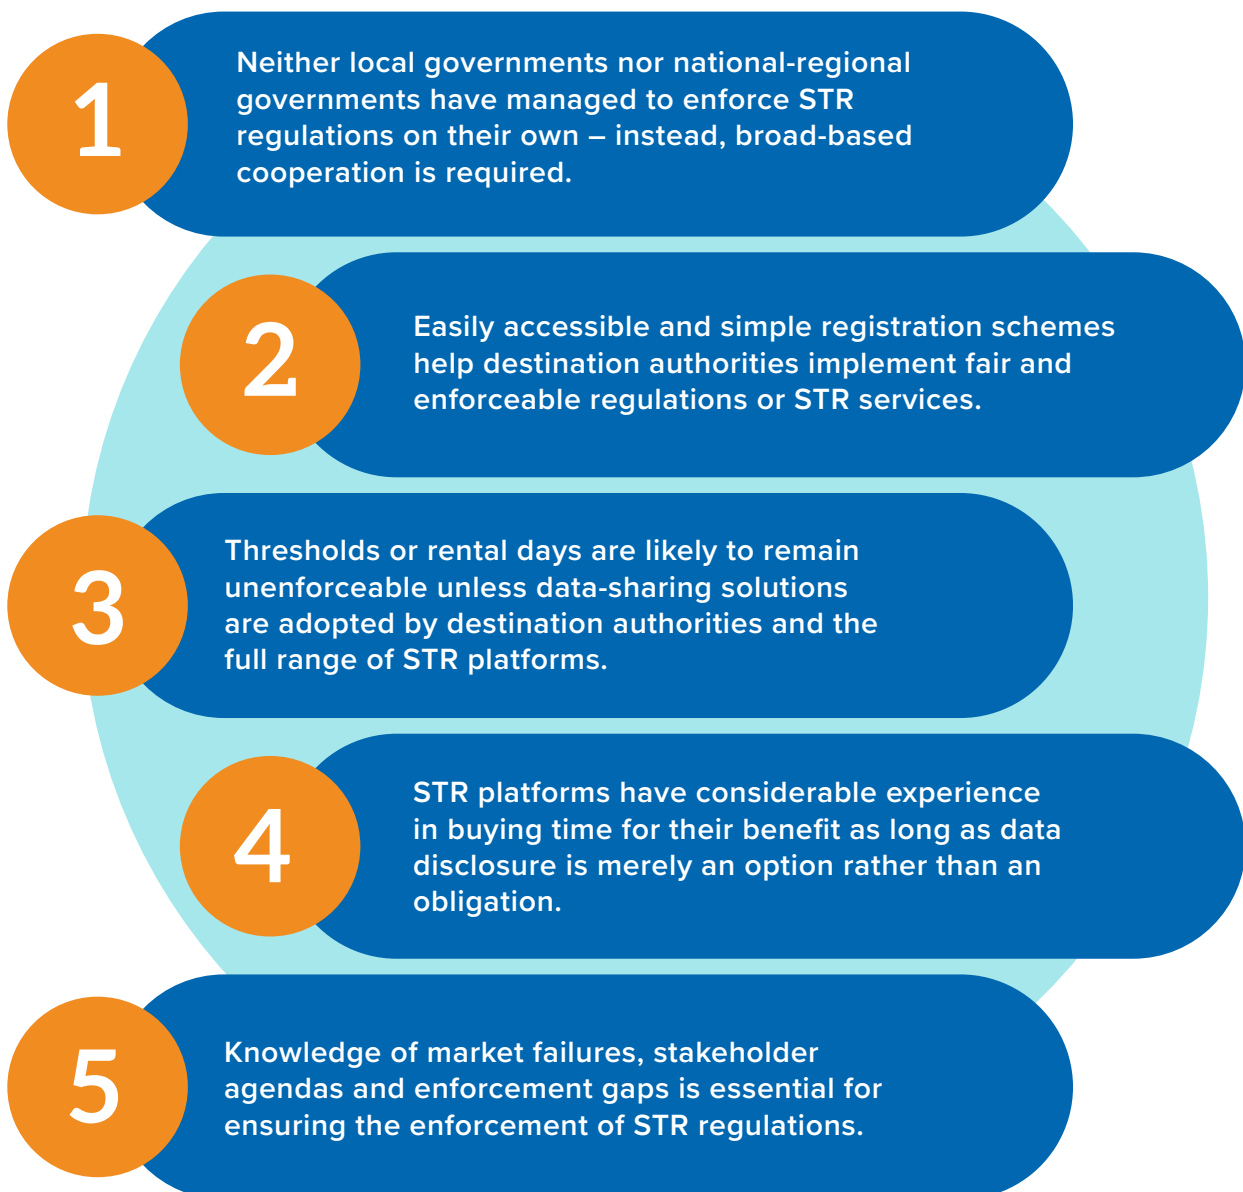 1
Neither local governments nor national-regional
governments have managed to enforce STR
regulations on their own – instead, broad-based
cooperation is required.
2
Easily accessible and simple registration schemes
help destination authorities implement fair and
enforceable regulations or STR services.
3
Thresholds or rental days are likely to remain
unenforceable unless data-sharing solutions
are adopted by destination authorities and the
full range of STR platforms.
4
STR platforms have considerable experience
in buying time for their benefit as long as data
disclosure is merely an option rather than an
obligation.
5
Knowledge of market failures, stakeholder
agendas and enforcement gaps is essential for
ensuring the enforcement of STR regulations.